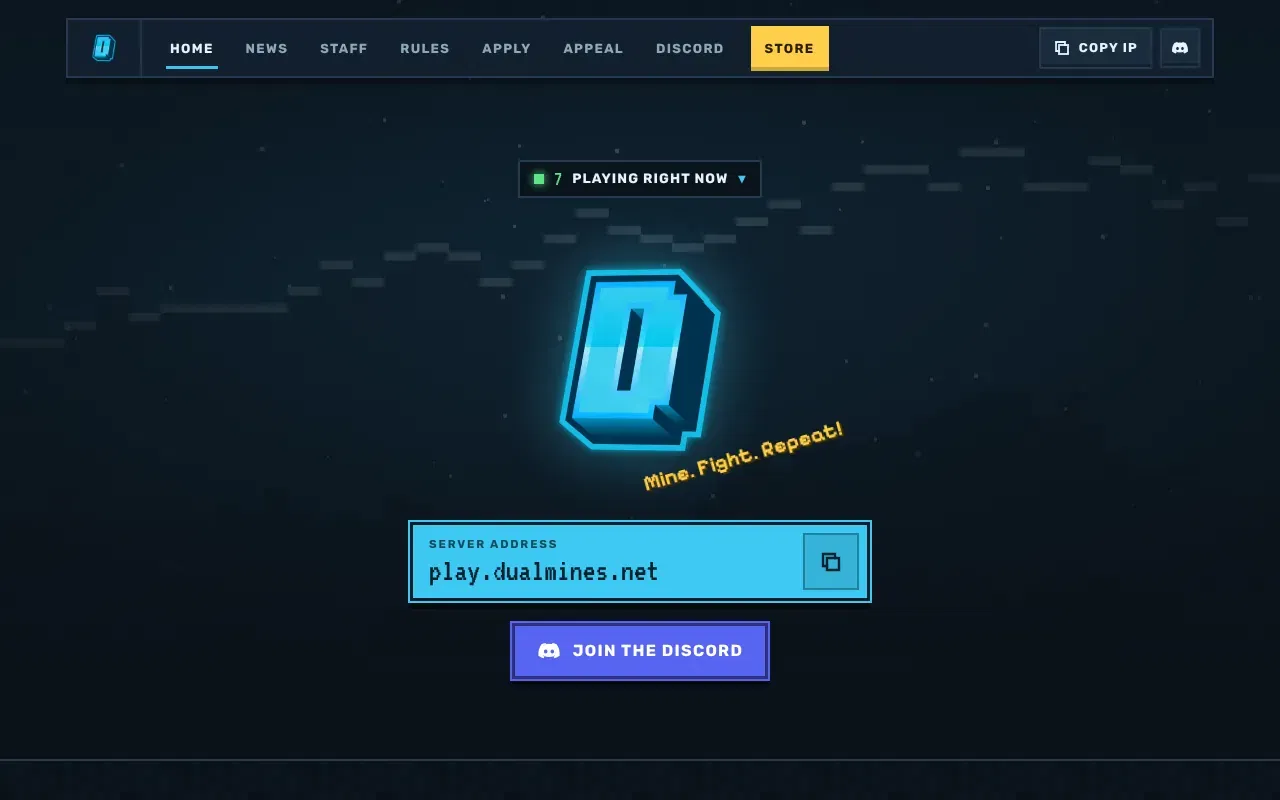 HOME NEWS STAFF RULES APPLY APPEAL DISCORD STORE COPY IP
7 PLAYING RIGHT NOW ▼
D
Mine. Fight. Repeat!
SERVER ADDRESS
play.dualmines.net
JOIN THE DISCORD